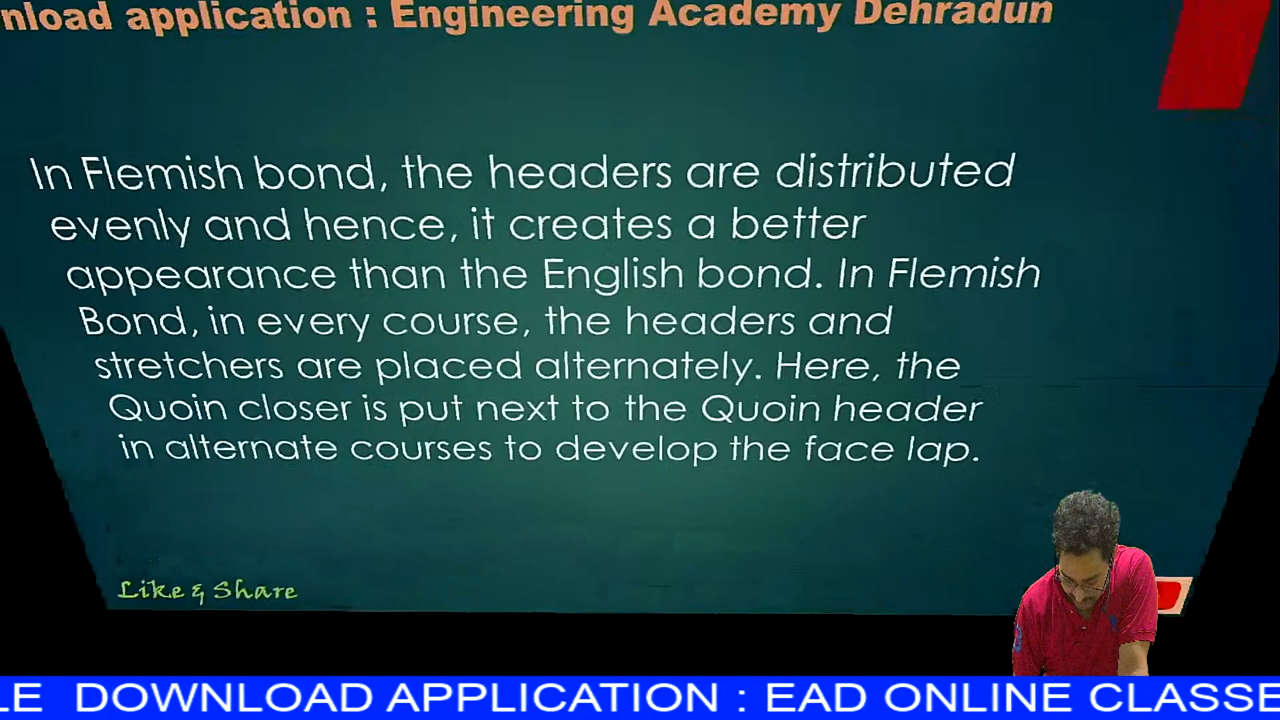 nload application : Engineering Academy Dehradun
In Flemish bond, the headers are distributed
evenly and hence, it creates a better
appearance than the English bond. In Flemish
Bond, in every course, the headers and
stretchers are placed alternately. Here, the
Quoin closer is put next to the Quoin header
in alternate courses to develop the face lap.
Like & Share
LE DOWNLOAD APPLICATION : EAD ONLINE CLASSE